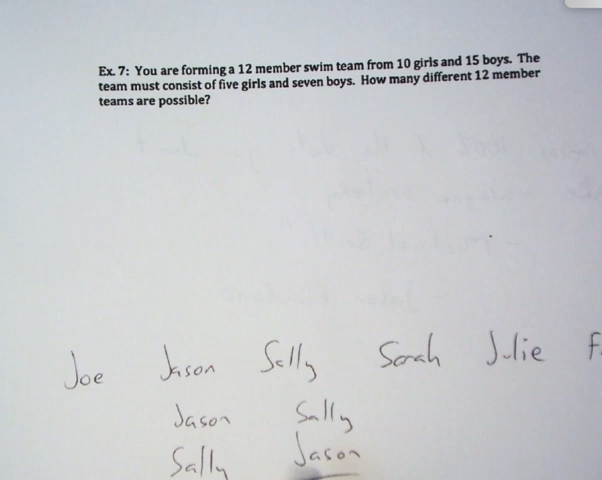 Ex. 7: You are forming a 12 member swim team from 10 girls and 15 boys. The
team must consist of five girls and seven boys. How many different 12 member
teams are possible?
Joe Jason Sally Sarah Julie
Jason Sally
Sally Jason